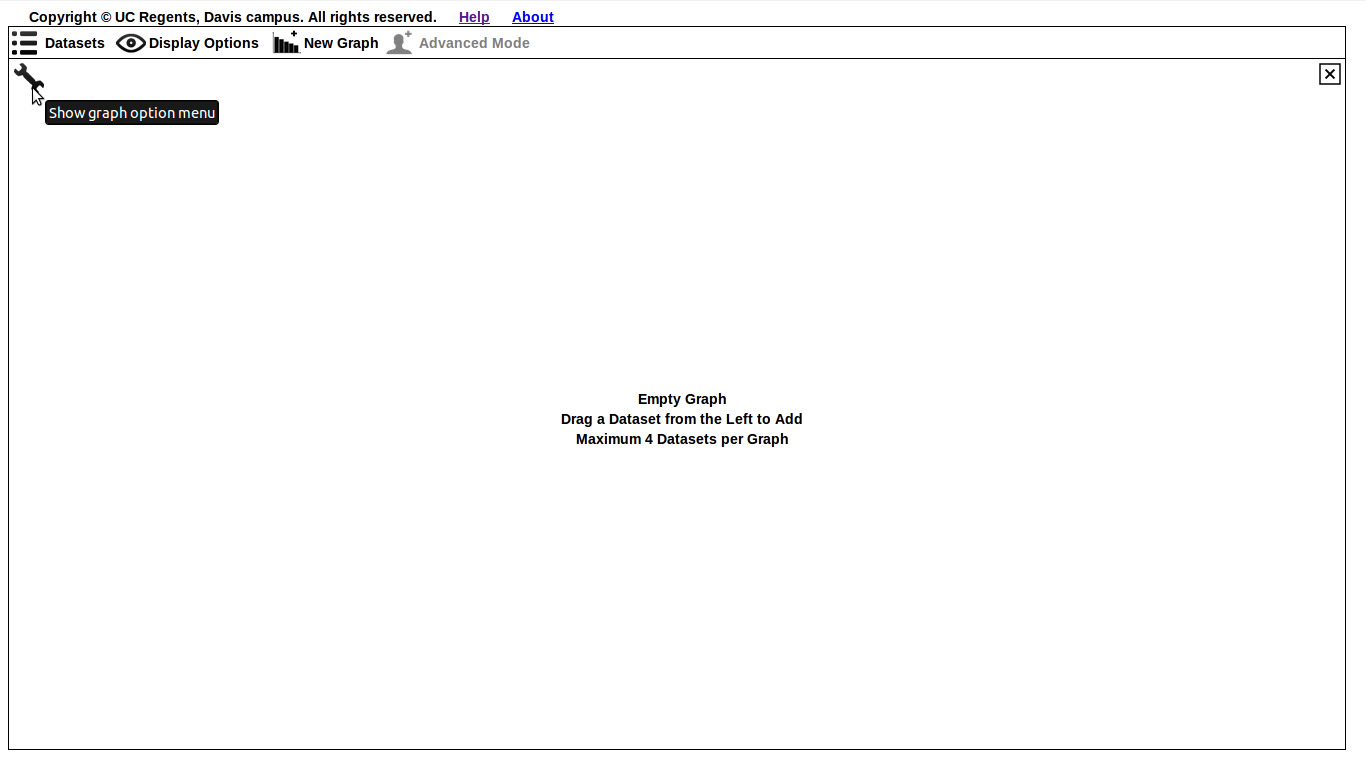 Copyright © UC Regents, Davis campus. All rights reserved. Help About
Datasets Display Options New Graph Advanced Mode
Show graph option menu
Empty Graph
Drag a Dataset from the Left to Add
Maximum 4 Datasets per Graph